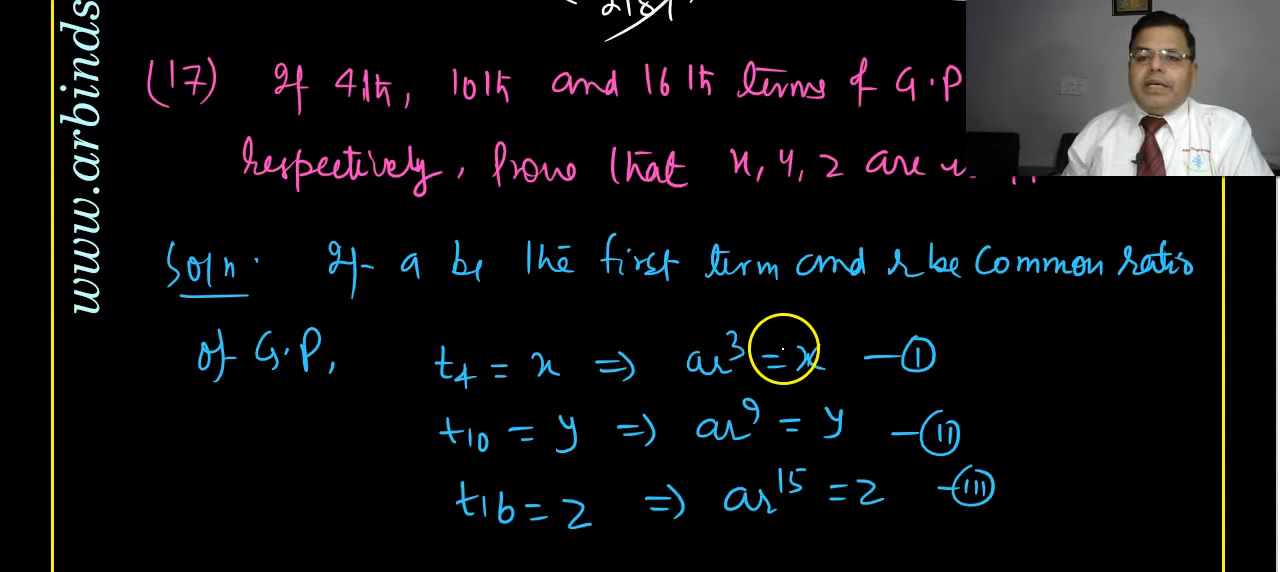 (17) If 4th, 10th and 16th terms of G.P
respectively, Prove that x, y, z are
www.arbinds
Soln. If a be the first term and r be common ratio
of G.P,
t₄ = x ⇒ ar³ = x —(I)
t₁₀ = y ⇒ ar⁹ = y —(II)
t₁₆ = z ⇒ ar¹⁵ = z —(III)